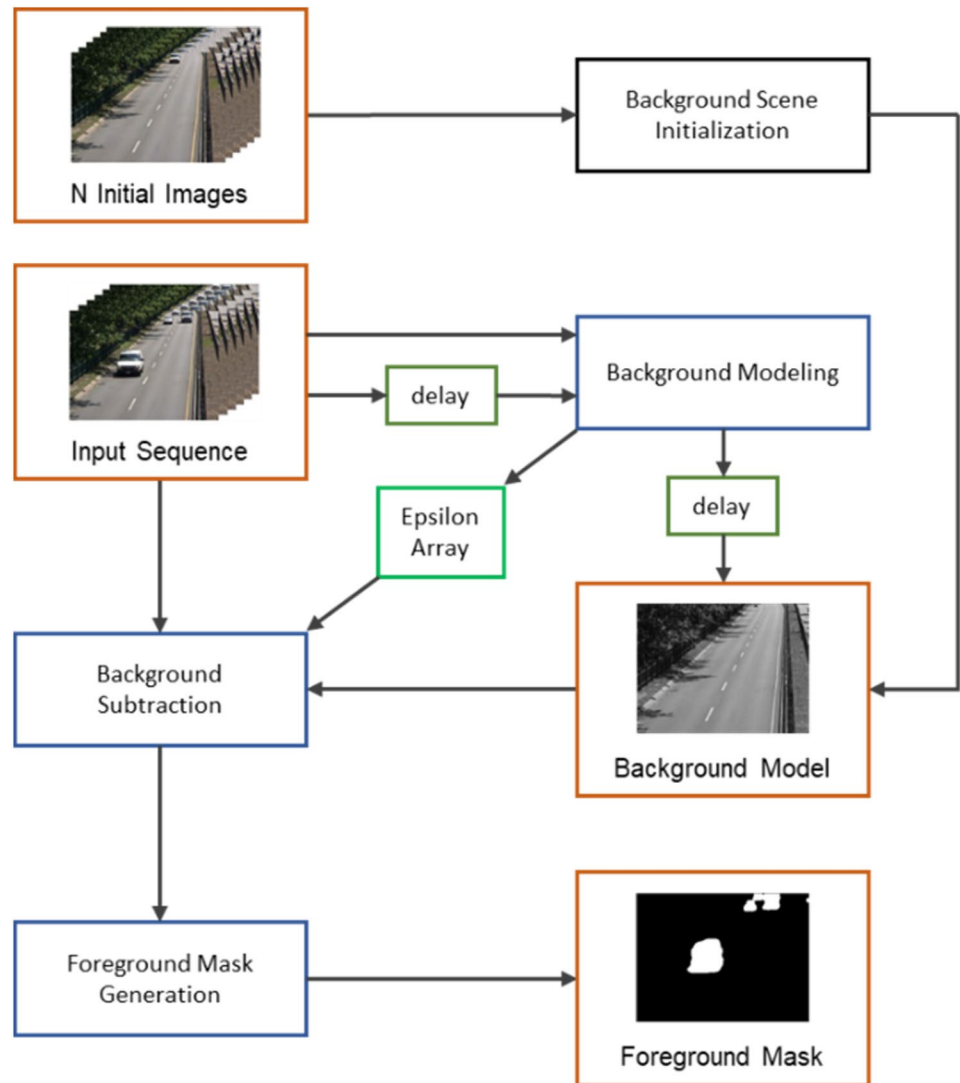 Background Scene
Initialization
N Initial Images
Background Modeling
delay
Input Sequence
Epsilon
Array
delay
Background
Subtraction
Background Model
Foreground Mask
Generation
Foreground Mask